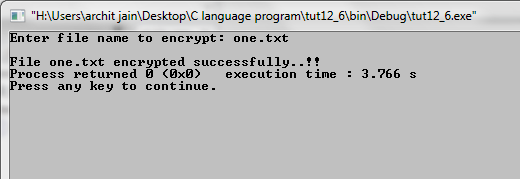 "H:\Users\archit jain\Desktop\C language program\tut12_6\bin\Debug\tut12_6.exe"
Enter file name to encrypt: one.txt
File one.txt encrypted successfully..!!
Process returned 0 (0x0)   execution time : 3.766 s
Press any key to continue.